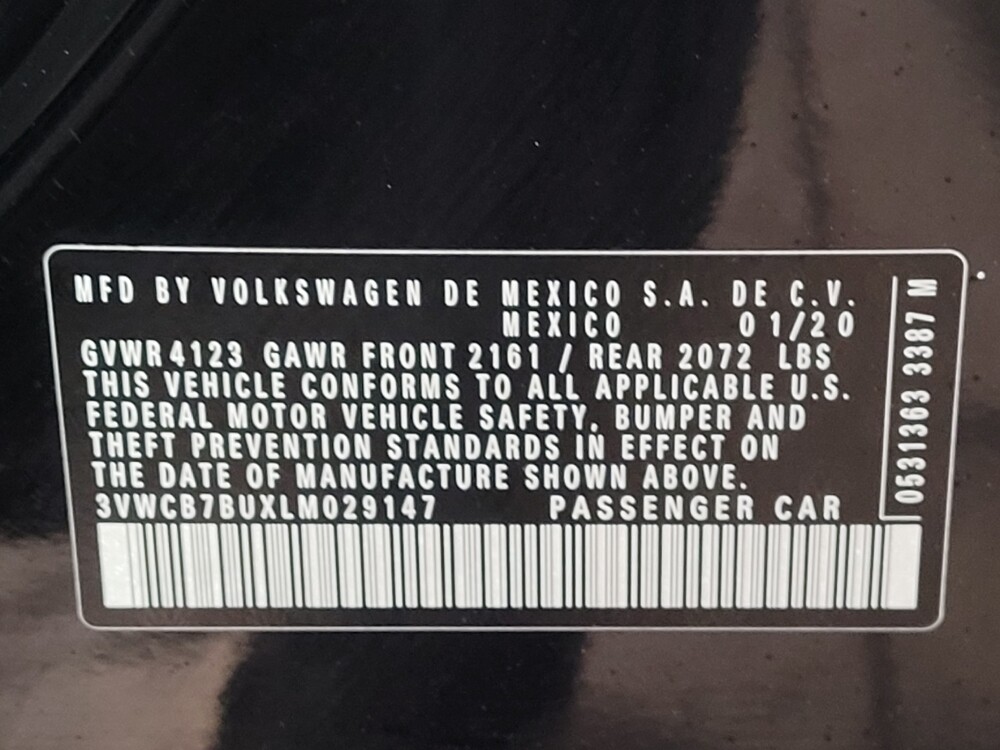 MFD BY VOLKSWAGEN DE MEXICO S.A. DE C.V.
MEXICO 01/20
GVWR 4123 GAWR FRONT 2161 / REAR 2072 LBS
THIS VEHICLE CONFORMS TO ALL APPLICABLE U.S.
FEDERAL MOTOR VEHICLE SAFETY, BUMPER AND
THEFT PREVENTION STANDARDS IN EFFECT ON
THE DATE OF MANUFACTURE SHOWN ABOVE.
3VWCB7BUXLM029147 PASSENGER CAR
0531363 3387 M